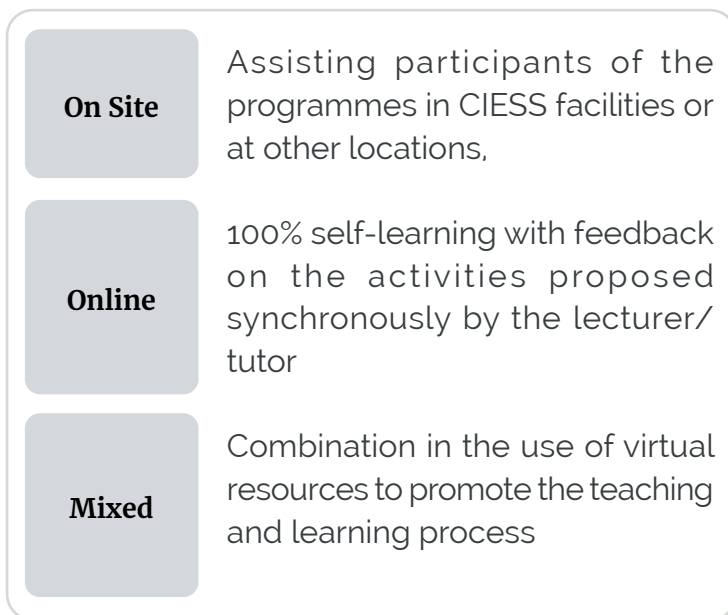 On Site
Assisting participants of the
programmes in CIESS facilities or
at other locations,
Online
100% self-learning with feedback
on the activities proposed
synchronously by the lecturer/
tutor
Mixed
Combination in the use of virtual
resources to promote the teaching
and learning process